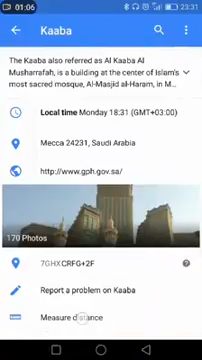 01:06
23:31
Kaaba
The Kaaba also referred as Al Kaaba Al
Musharrafah, is a building at the center of Islam's
most sacred mosque, Al-Masjid al-Haram, in M...
Local time Monday 18:31 (GMT+03:00)
Mecca 24231, Saudi Arabia
http://www.gph.gov.sa/
170 Photos
7GHXCRFG+2F
Report a problem on Kaaba
Measure distance